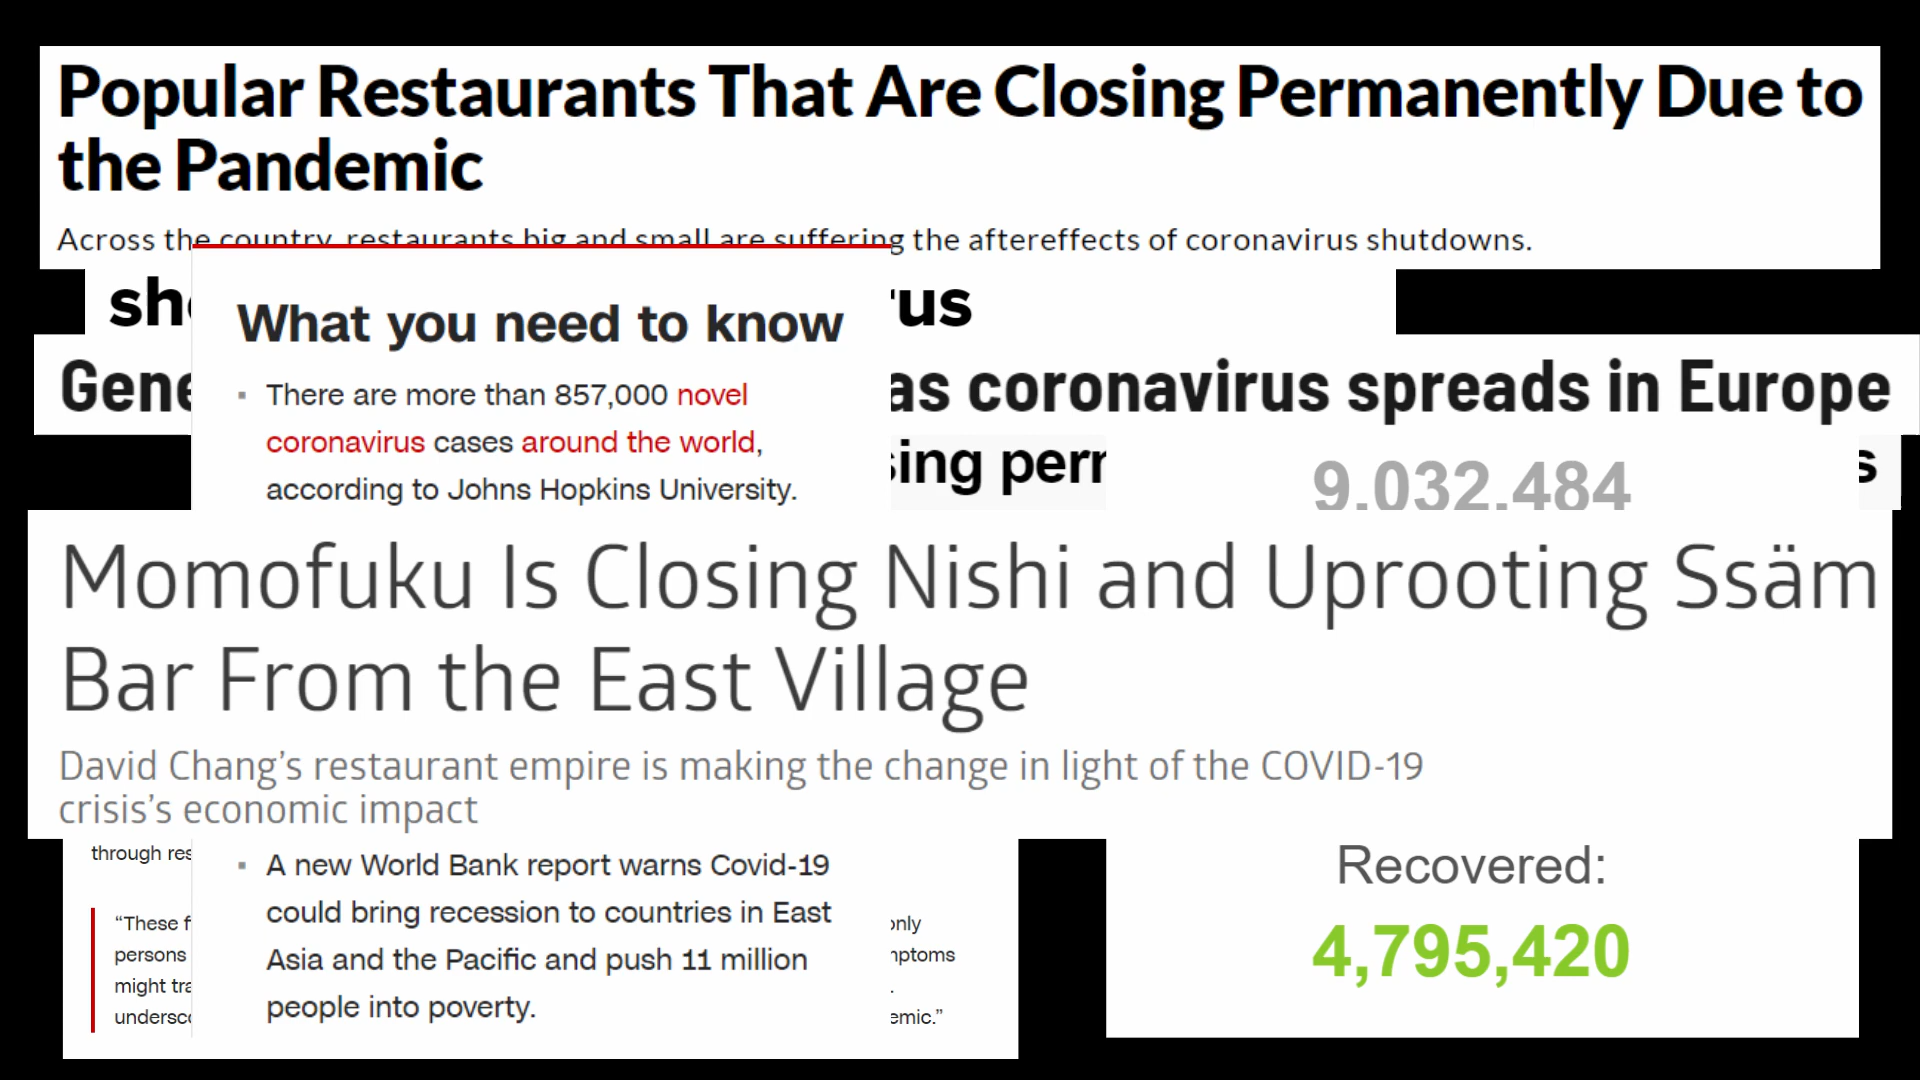 Popular Restaurants That Are Closing Permanently Due to
the Pandemic
Across the country, restaurants big and small are suffering the aftereffects of coronavirus shutdowns.
What you need to know
as coronavirus spreads in Europe
▪ There are more than 857,000 novel
coronavirus cases around the world,
according to Johns Hopkins University.
9,032,484
Momofuku Is Closing Nishi and Uprooting Ssäm
Bar From the East Village
David Chang’s restaurant empire is making the change in light of the COVID-19
crisis’s economic impact
through
▪ A new World Bank report warns Covid-19
could bring recession to countries in East
Asia and the Pacific and push 11 million
people into poverty.
“These
persons
might
Recovered:
4,795,420